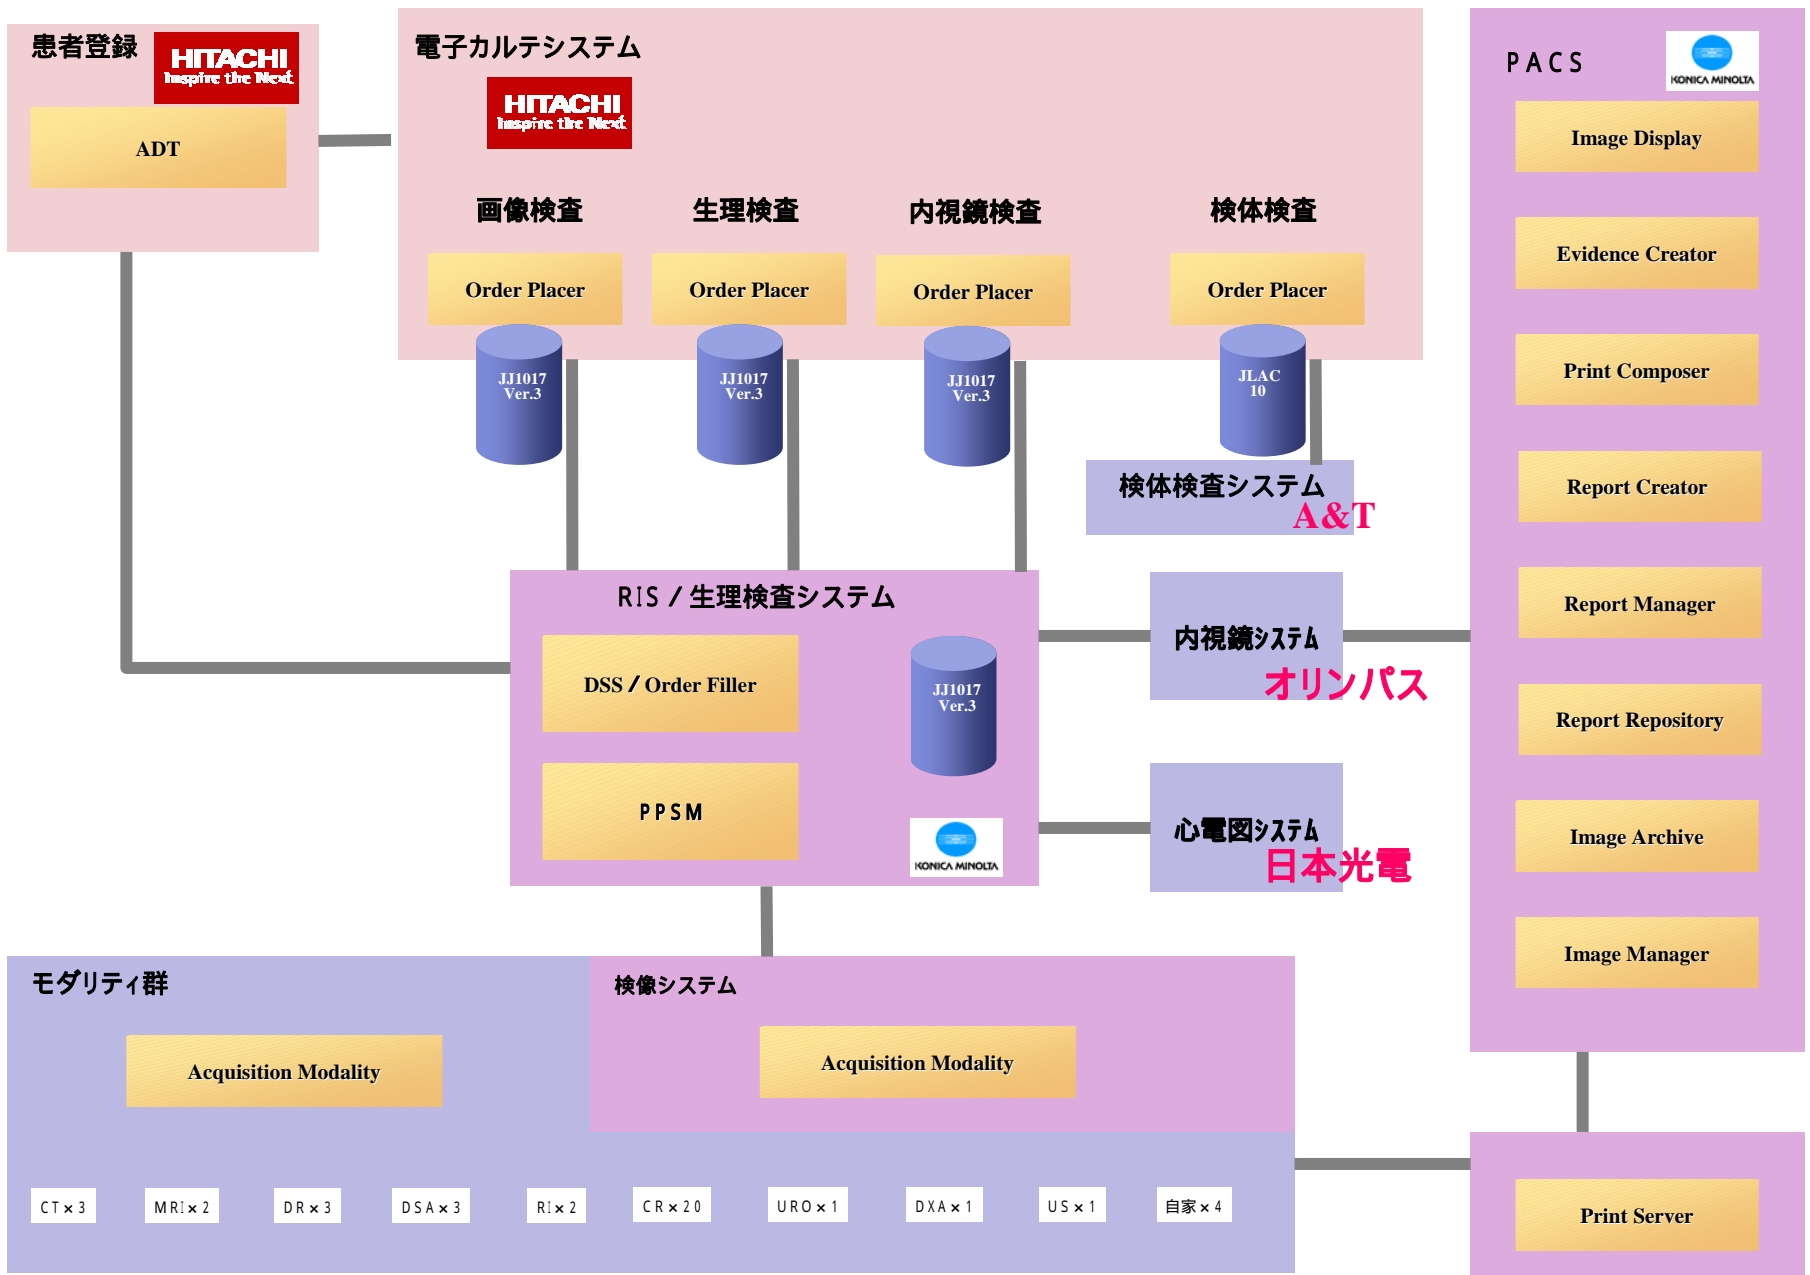 患者登録
HITACHI
Inspire the Next
ADT
電子カルテシステム
HITACHI
Inspire the Next
画像検査
生理検査
内視鏡検査
検体検査
Order Placer
Order Placer
Order Placer
Order Placer
JJ1017
Ver.3
JJ1017
Ver.3
JJ1017
Ver.3
JLAC
10
検体検査システム
A&T
RIS / 生理検査システム
DSS / Order Filler
PPSM
JJ1017
Ver.3
KONICA MINOLTA
内視鏡システム
オリンパス
心電図システム
日本光電
PACS
KONICA MINOLTA
Image Display
Evidence Creator
Print Composer
Report Creator
Report Manager
Report Repository
Image Archive
Image Manager
モダリティ群
Acquisition Modality
検像システム
Acquisition Modality
CT×3
MRI×2
DR×3
DSA×3
RI×2
CR×20
URO×1
DXA×1
US×1
自家×4
Print Server